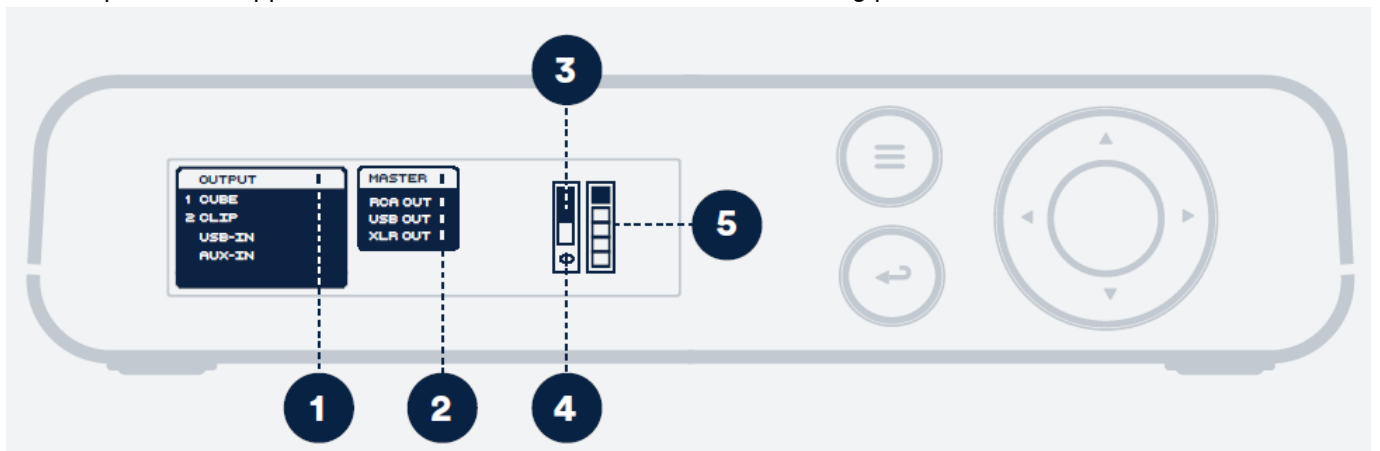 3
OUTPUT
1 CUBE
2 CLIP
USB-IN
AUX-IN
MASTER
RCA OUT
USB OUT
XLR OUT
5
1
2
4